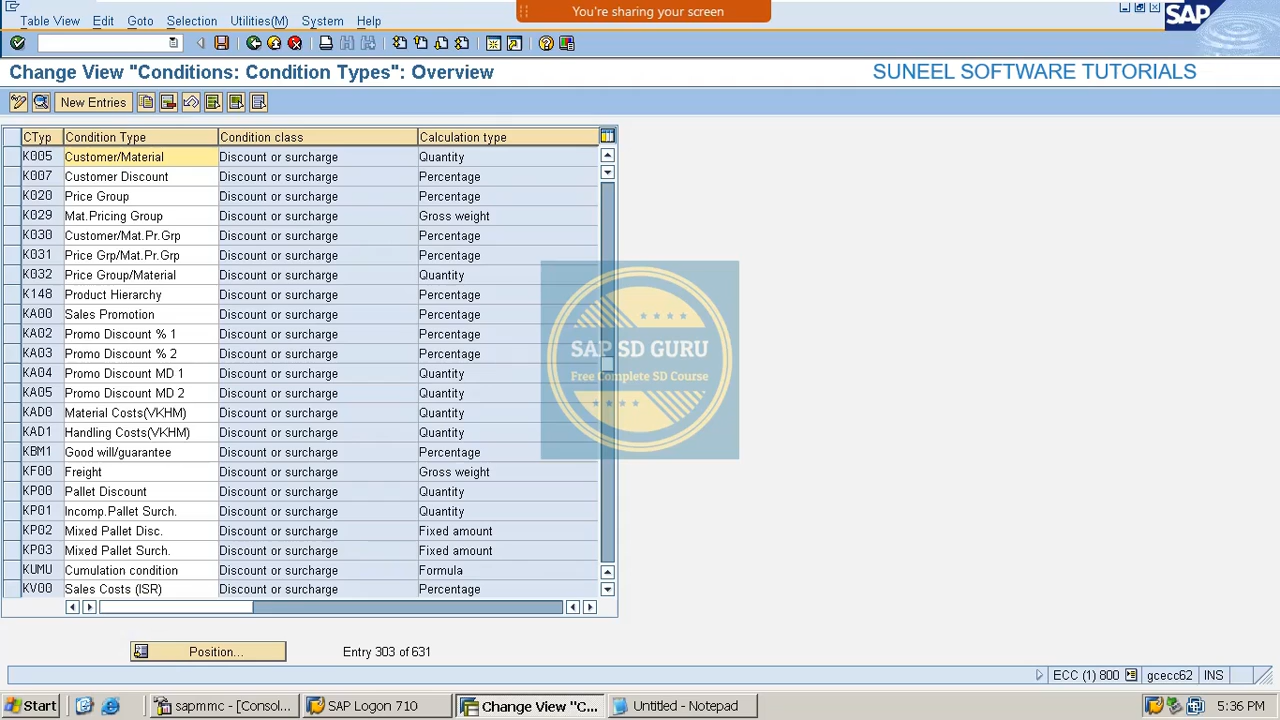 You're sharing your screen
Table View Edit Goto Selection Utilities(M) System Help
SAP
Change View "Conditions: Condition Types": Overview
SUNEEL SOFTWARE TUTORIALS
New Entries
CTyp Condition Type Condition class Calculation type
K005 Customer/Material Discount or surcharge Quantity
K007 Customer Discount Discount or surcharge Percentage
K020 Price Group Discount or surcharge Percentage
K029 Mat.Pricing Group Discount or surcharge Gross weight
K030 Customer/Mat.Pr.Grp Discount or surcharge Percentage
K031 Price Grp/Mat.Pr.Grp Discount or surcharge Percentage
K032 Price Group/Material Discount or surcharge Quantity
K148 Product Hierarchy Discount or surcharge Percentage
KA00 Sales Promotion Discount or surcharge Percentage
KA02 Promo Discount % 1 Discount or surcharge Percentage
KA03 Promo Discount % 2 Discount or surcharge Percentage
KA04 Promo Discount MD 1 Discount or surcharge Quantity
KA05 Promo Discount MD 2 Discount or surcharge Quantity
KAD0 Material Costs(VKHM) Discount or surcharge Quantity
KAD1 Handling Costs(VKHM) Discount or surcharge Quantity
KBM1 Good will/guarantee Discount or surcharge Percentage
KF00 Freight Discount or surcharge Gross weight
KP00 Pallet Discount Discount or surcharge Quantity
KP01 Incomp.Pallet Surch. Discount or surcharge Quantity
KP02 Mixed Pallet Disc. Discount or surcharge Fixed amount
KP03 Mixed Pallet Surch. Discount or surcharge Fixed amount
KUMU Cumulation condition Discount or surcharge Formula
KV00 Sales Costs (ISR) Discount or surcharge Percentage
SAP SD GURU
Free Complete SD Course
Position... Entry 303 of 631
ECC (1) 800 gcecc62 INS
Start sapmmc - [Consol... SAP Logon 710 Change View "C... Untitled - Notepad 5:36 PM